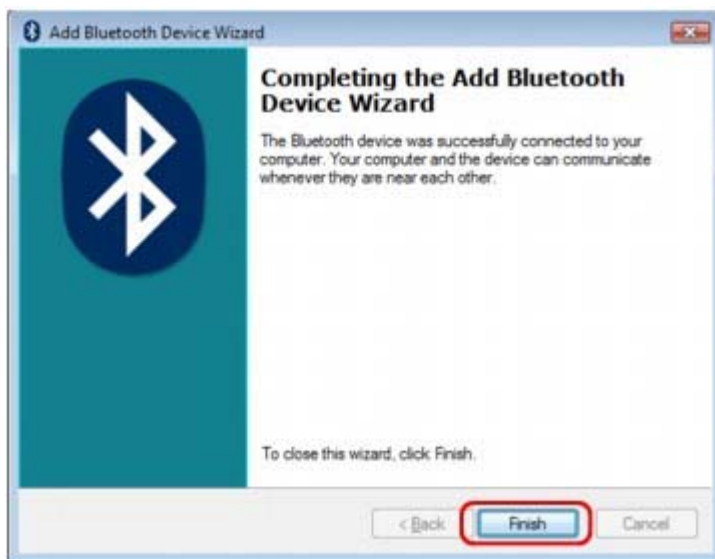 Add Bluetooth Device Wizard
Completing the Add Bluetooth
Device Wizard
The Bluetooth device was successfully connected to your
computer. Your computer and the device can communicate
whenever they are near each other.
To close this wizard, click Finish.
< Back Finish Cancel